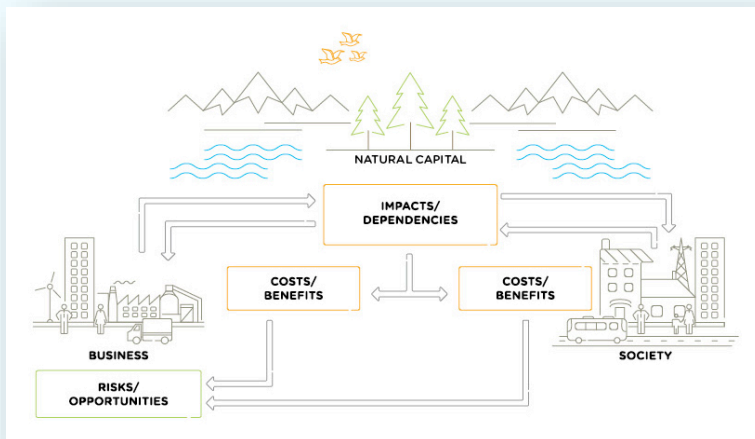 NATURAL CAPITAL
IMPACTS/
DEPENDENCIES
COSTS/
BENEFITS
COSTS/
BENEFITS
BUSINESS
SOCIETY
RISKS/
OPPORTUNITIES